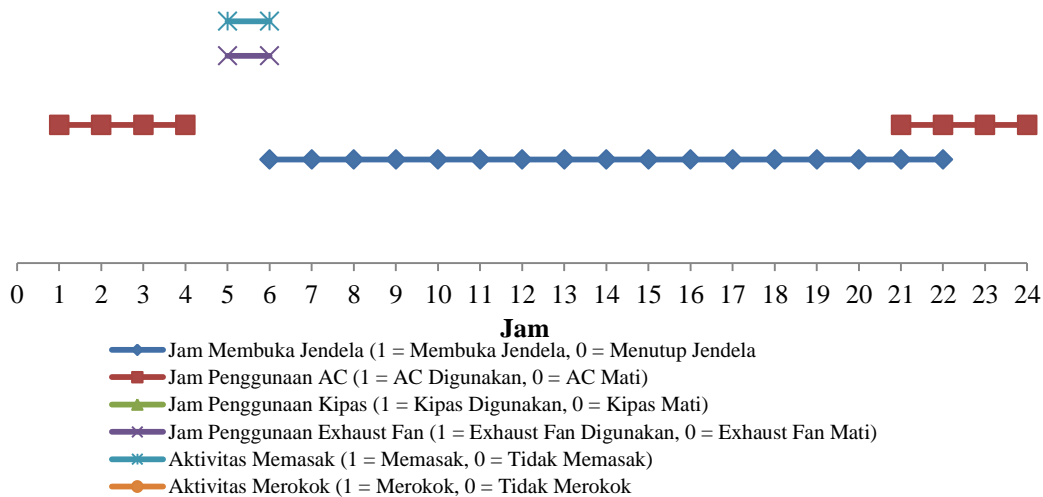 0 1 2 3 4 5 6 7 8 9 10 11 12 13 14 15 16 17 18 19 20 21 22 23 24
Jam
Jam Membuka Jendela (1 = Membuka Jendela, 0 = Menutup Jendela
Jam Penggunaan AC (1 = AC Digunakan, 0 = AC Mati)
Jam Penggunaan Kipas (1 = Kipas Digunakan, 0 = Kipas Mati)
Jam Penggunaan Exhaust Fan (1 = Exhaust Fan Digunakan, 0 = Exhaust Fan Mati)
Aktivitas Memasak (1 = Memasak, 0 = Tidak Memasak)
Aktivitas Merokok (1 = Merokok, 0 = Tidak Merokok